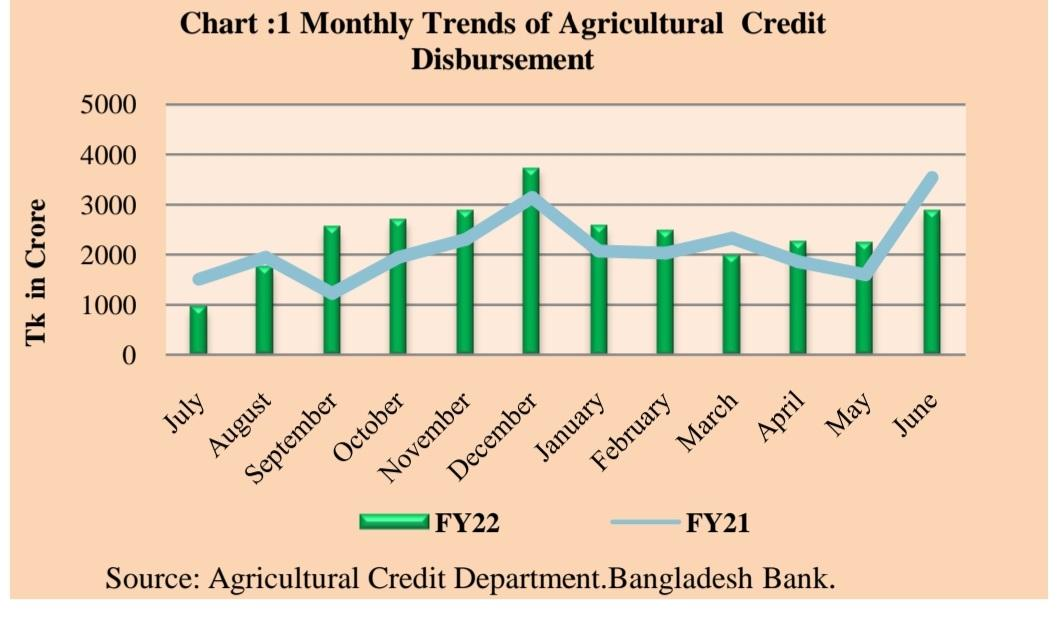 Chart :1 Monthly Trends of Agricultural Credit
Disbursement
5000
4000
3000
2000
1000
0
Tk in Crore
July
August
September
October
November
December
January
February
March
April
May
June
FY22
FY21
Source: Agricultural Credit Department.Bangladesh Bank.